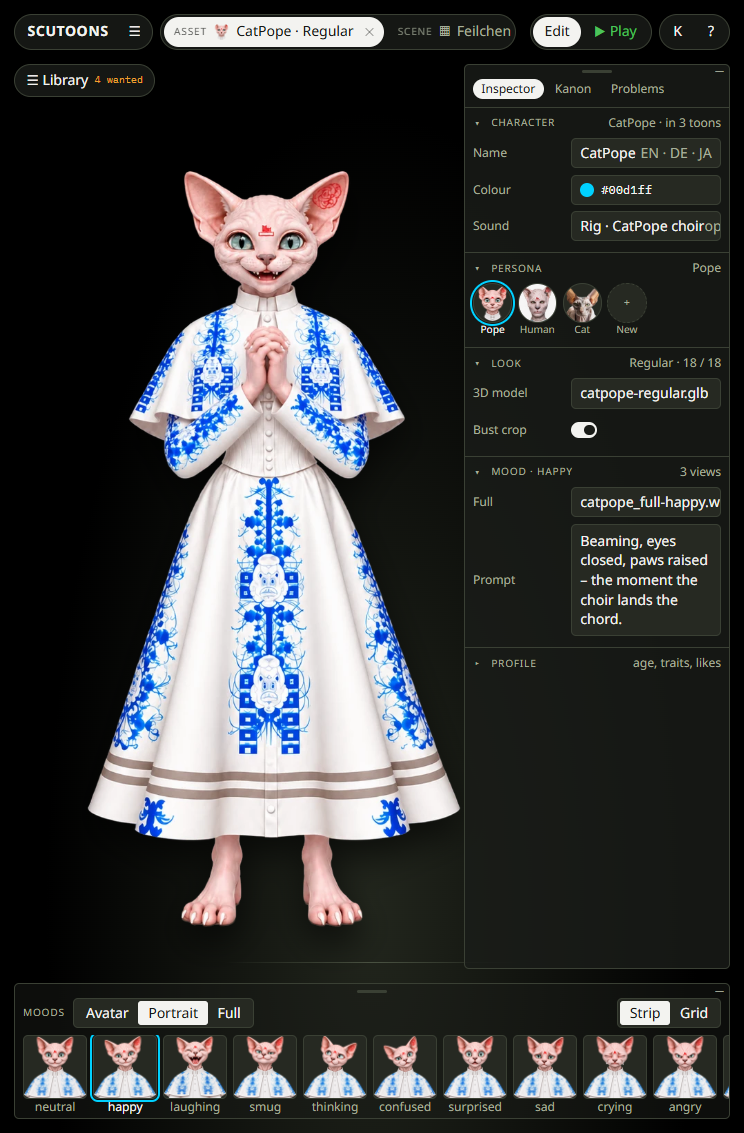 SCUTOONS ☰
ASSET CatPope · Regular ×
SCENE ▦ Feilchen
Edit ▶ Play
K ?
☰ Library 4 wanted
Inspector Kanon Problems
CHARACTER CatPope · in 3 toons
Name CatPope EN · DE · JA
Colour #00d1ff
Sound Rig · CatPope choirop
PERSONA Pope
Pope Human Cat + New
LOOK Regular · 18 / 18
3D model catpope-regular.glb
Bust crop
MOOD · HAPPY 3 views
Full catpope_full-happy.w
Prompt
Beaming, eyes
closed, paws raised
– the moment the
choir lands the
chord.
PROFILE age, traits, likes
MOODS Avatar Portrait Full Strip Grid
neutral happy laughing smug thinking confused surprised sad crying angry